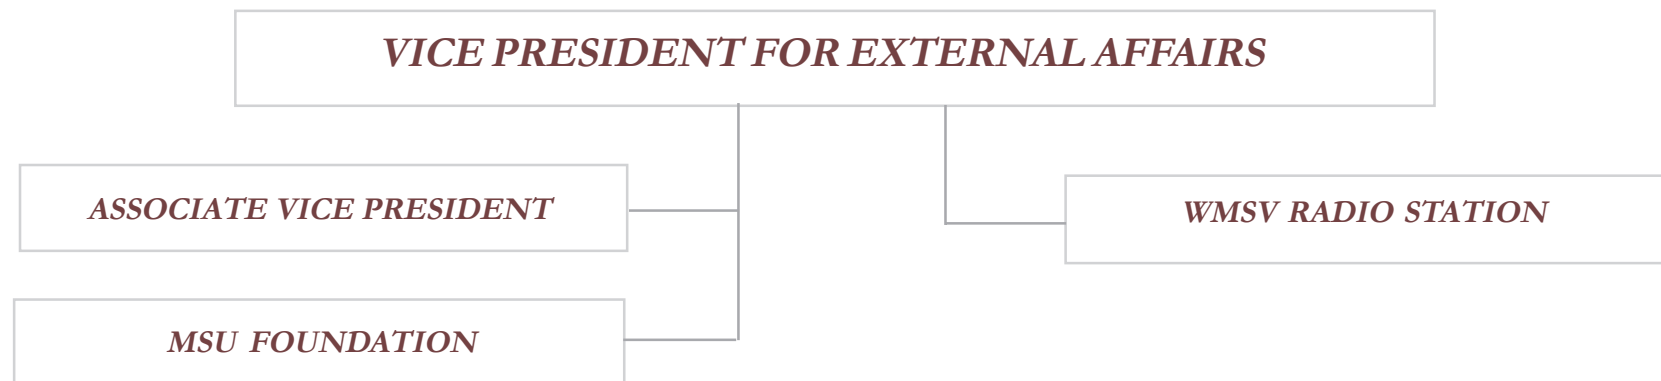 VICE PRESIDENT FOR EXTERNAL AFFAIRS
ASSOCIATE VICE PRESIDENT
WMSV RADIO STATION
MSU FOUNDATION